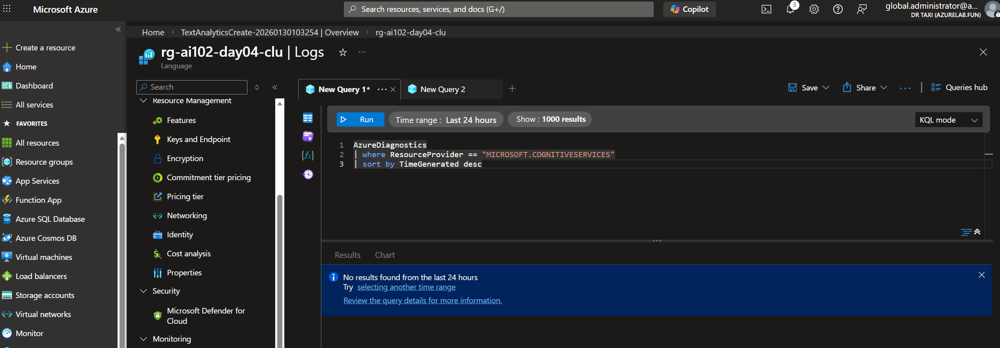 Microsoft Azure
Search resources, services, and docs (G+/)
Copilot
3
global.administrator@a...
DR TAXI (AZURELAB.FUN)
Create a resource
Home
Dashboard
All services
FAVORITES
All resources
Resource groups
App Services
Function App
SQL
Azure SQL Database
Azure Cosmos DB
Virtual machines
Load balancers
Storage accounts
Virtual networks
Monitor
Home > TextAnalyticsCreate-20260130103254 | Overview > rg-ai102-day04-clu
rg-ai102-day04-clu | Logs
Language
Search
Resource Management
Features
Keys and Endpoint
Encryption
Commitment tier pricing
Pricing tier
Networking
Identity
Cost analysis
Properties
Security
Microsoft Defender for
Cloud
Monitoring
New Query 1*
New Query 2
Save
Share
Queries hub
Run
Time range : Last 24 hours
Show : 1000 results
KQL mode
1 AzureDiagnostics
2 | where ResourceProvider == "MICROSOFT.COGNITIVESERVICES"
3 | sort by TimeGenerated desc
Results
Chart
No results found from the last 24 hours
Try selecting another time range
Review the query details for more information.